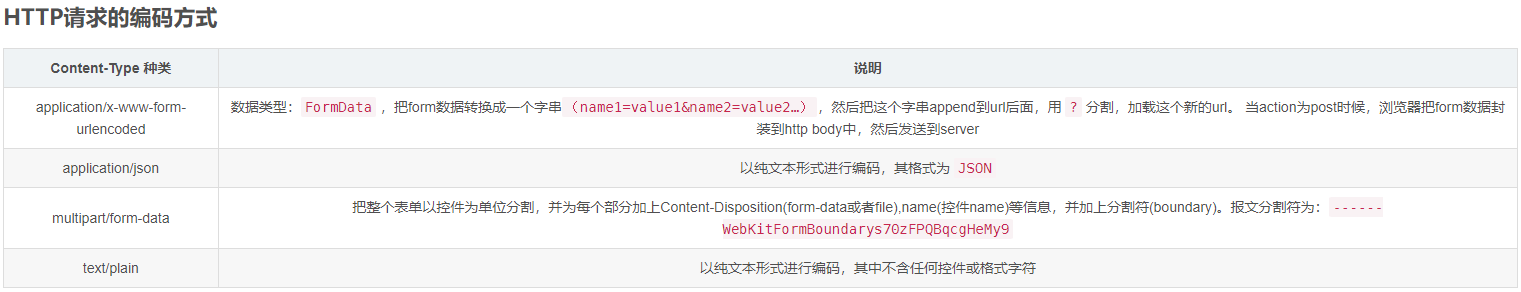 HTTP请求的编码方式
Content-Type 种类
说明
application/x-www-form-
urlencoded
数据类型：FormData ，把form数据转换成一个字串（name1=value1&name2=value2…），然后把这个字串append到url后面，用 ? 分割，加载这个新的url。 当action为post时候，浏览器把form数据封
装到http body中，然后发送到server
application/json
以纯文本形式进行编码，其格式为 JSON
multipart/form-data
把整个表单以控件为单位分割，并为每个部分加上Content-Disposition(form-data或者file),name(控件name)等信息，并加上分割符(boundary)。报文分割符为：------
WebKitFormBoundarys70zFPQBqcgHeMy9
text/plain
以纯文本形式进行编码，其中不含任何控件或格式字符